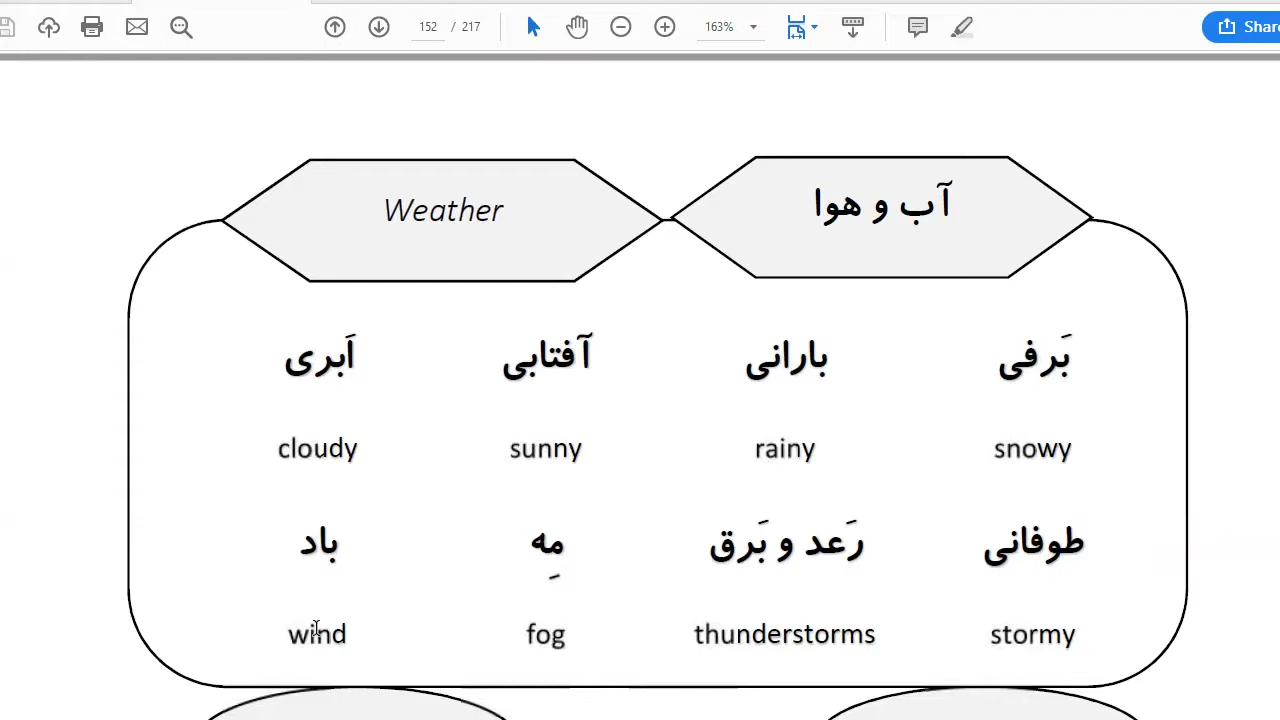 152 / 217 163% Shar
Weather آب و هوا
اَبری آفتابی بارانی بَرفی
cloudy sunny rainy snowy
باد مِه رَعد و بَرق طوفانی
wind fog thunderstorms stormy